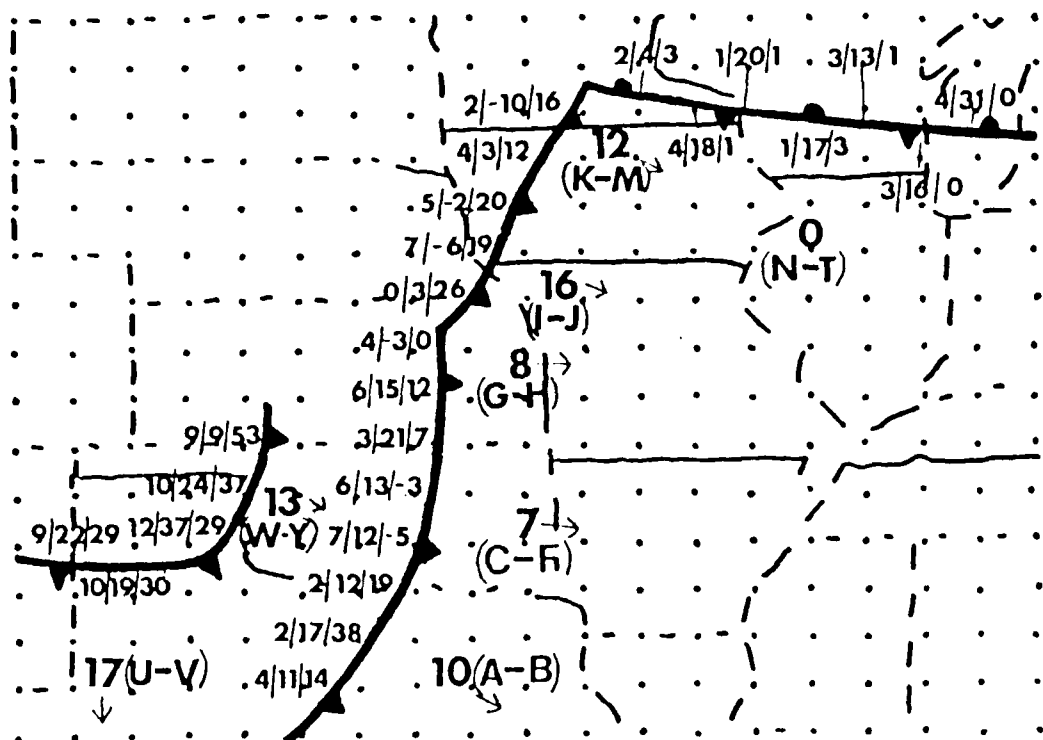 2/4/3 1/20/1 3/13/1
2/-10/16 4/31/0
4/3/12 12 4/18/1 1/17/3
(K-M) 3/16/0
5/-2/20
7/-6/19 0
(N-T)
0/3/26 16
(I-J)
4/-3/0
8
6/15/12 (G-H)
9/9/53 3/21/7
10/24/37 6/13/-3
13
9/22/29 12/37/29 (W-Y) 7/12/-5 7
(C-F)
10/19/30 2/12/19
2/17/38
17(U-V) 4/11/14 10(A-B)